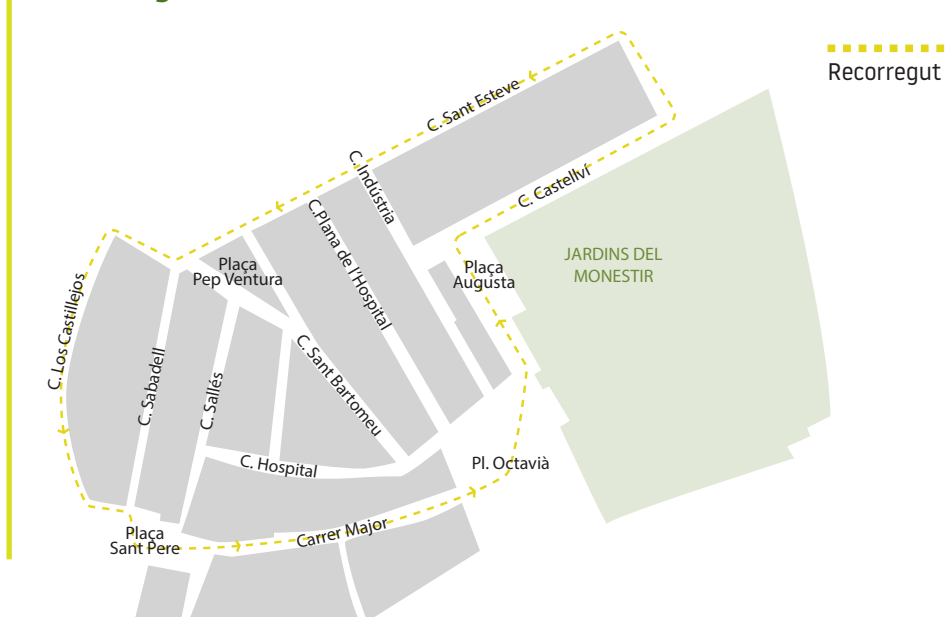 Recorregut
C. Sant Esteve
C. Indústria
C. Castellví
C.Plana de l'Hospital
JARDINS DEL
MONESTIR
Plaça
Pep Ventura
Plaça
Augusta
C. Los Castillejos
C. Sabadell
C. Sallés
C. Sant Bartomeu
C. Hospital
Pl. Octavià
Plaça
Sant Pere
Carrer Major